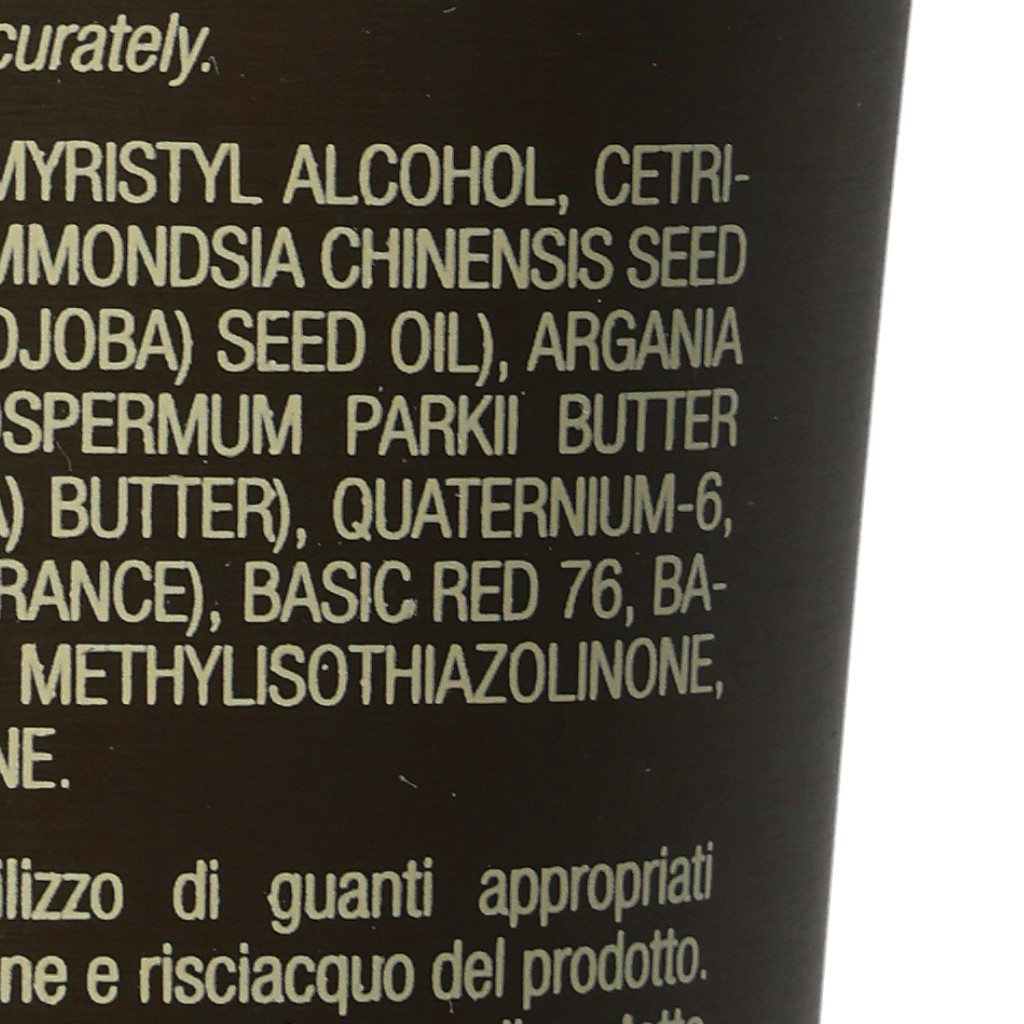 curately.
MYRISTYL ALCOHOL, CETRI-
MMONDSIA CHINENSIS SEED
OJOBA) SEED OIL), ARGANIA
OSPERMUM PARKII BUTTER
A) BUTTER), QUATERNIUM-6,
RANCE), BASIC RED 76, BA-
METHYLISOTHIAZOLINONE,
NE.
ilizzo di guanti appropriati
ne e risciacquo del prodotto.